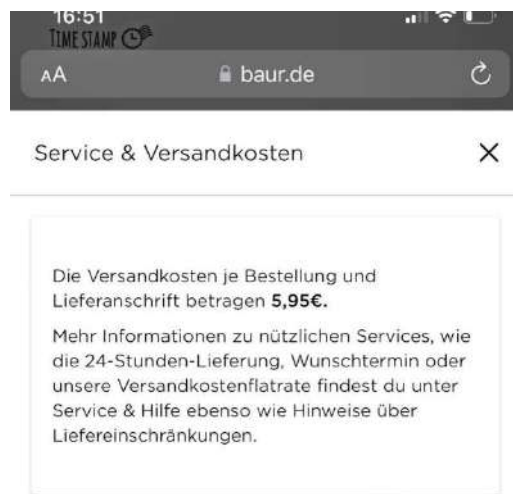 16:51
TIME STAMP
AA
baur.de
Service & Versandkosten
Die Versandkosten je Bestellung und
Lieferanschrift betragen 5,95€.
Mehr Informationen zu nützlichen Services, wie
die 24-Stunden-Lieferung, Wunschtermin oder
unsere Versandkostenflatrate findest du unter
Service & Hilfe ebenso wie Hinweise über
Liefereinschränkungen.